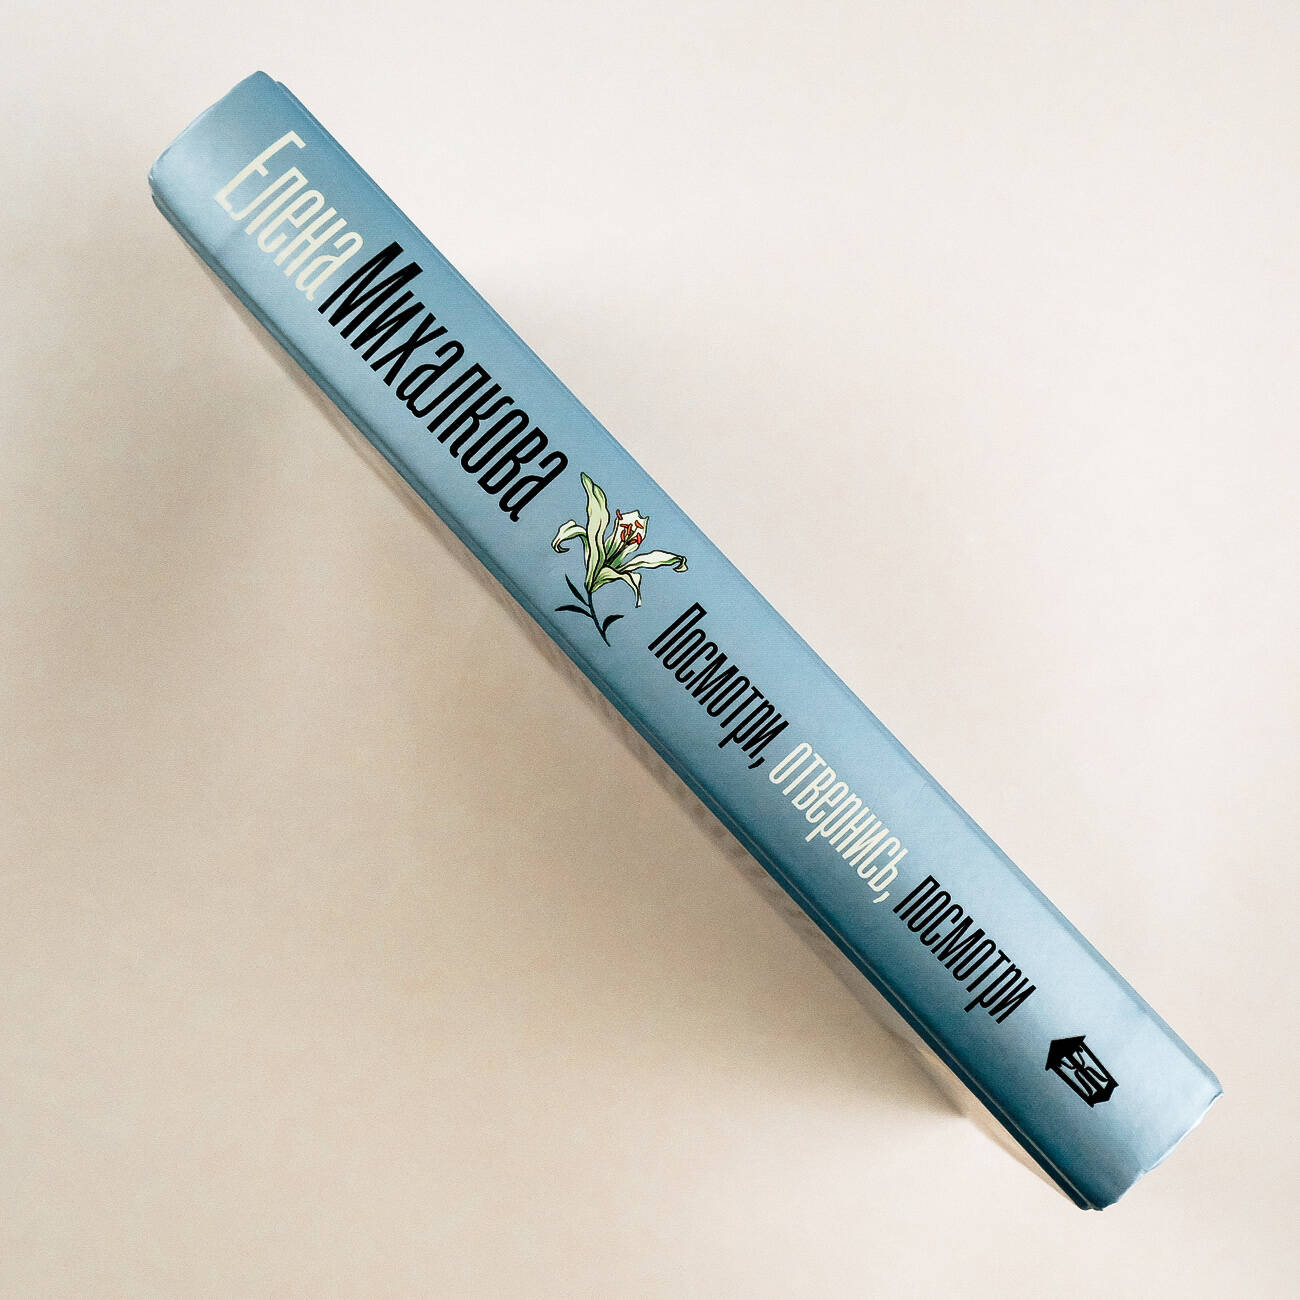 Елена Михалкова
Посмотри, отвернись, посмотри